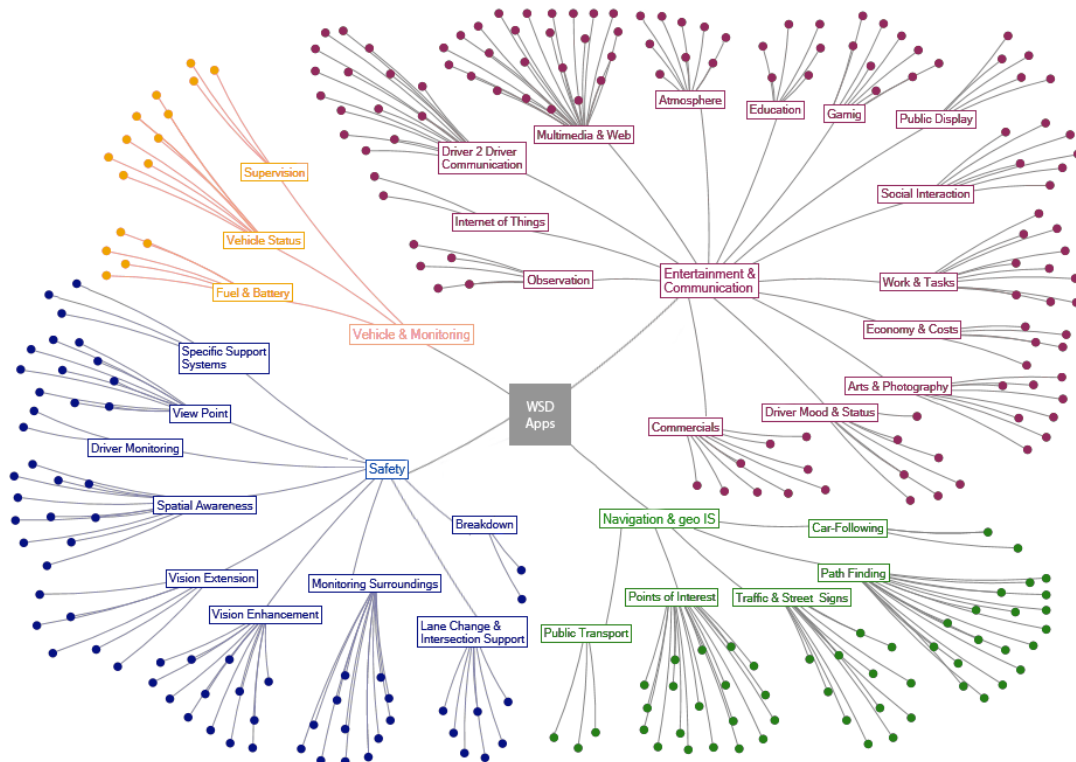 Atmosphere
Education
Gamig
Public Display
Multimedia & Web
Driver 2 Driver
Communication
Supervision
Social Interaction
Internet of Things
Vehicle Status
Observation
Entertainment &
Communication
Work & Tasks
Fuel & Battery
Vehicle & Monitoring
Economy & Costs
Specific Support
Systems
Arts & Photography
WSD
Apps
View Point
Driver Mood & Status
Commercials
Driver Monitoring
Safety
Spatial Awareness
Breakdown
Navigation & geo IS
Car-Following
Vision Extension
Monitoring Surroundings
Path Finding
Vision Enhancement
Points of Interest
Traffic & Street Signs
Lane Change &
Intersection Support
Public Transport